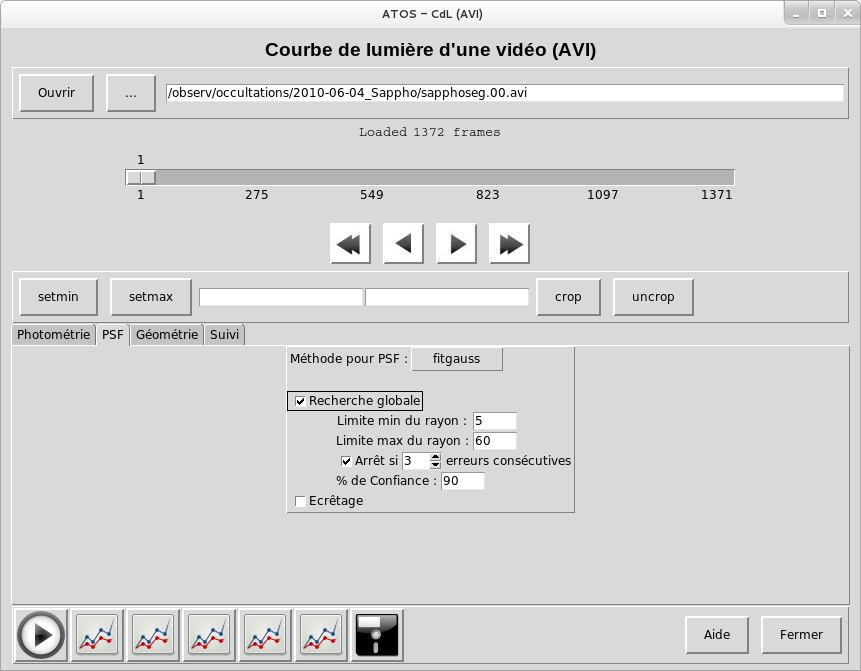 ATOS – CdL (AVI)
Courbe de lumière d'une vidéo (AVI)
Ouvrir ... /observ/occultations/2010-06-04_Sappho/sapphoseg.00.avi
Loaded 1372 frames
1
1 275 549 823 1097 1371
setmin setmax crop uncrop
Photométrie PSF Géométrie Suivi
Méthode pour PSF : fitgauss
Recherche globale
Limite min du rayon : 5
Limite max du rayon : 60
Arrêt si 3 erreurs consécutives
% de Confiance : 90
Ecrêtage
Aide Fermer